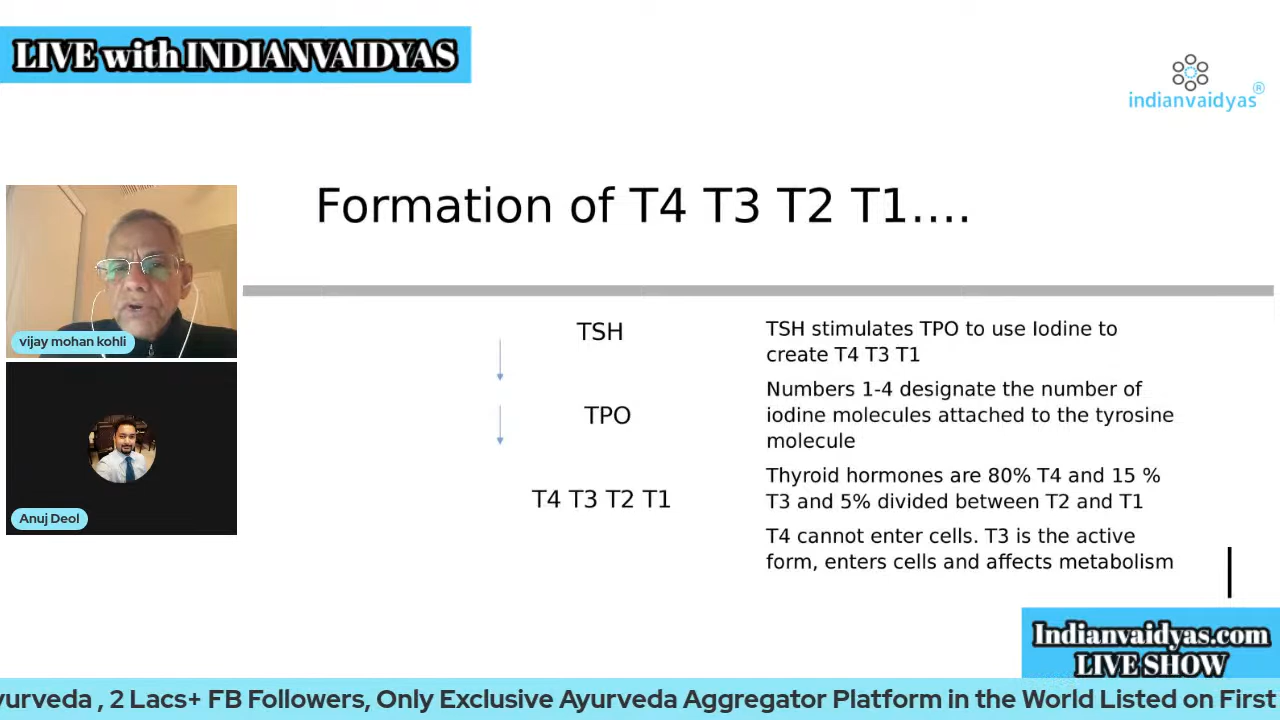 LIVE with INDIANVAIDYAS
indianvaidyas®
Formation of T4 T3 T2 T1....
vijay mohan kohli
Anuj Deol
TSH
TPO
T4 T3 T2 T1
TSH stimulates TPO to use Iodine to
create T4 T3 T1
Numbers 1-4 designate the number of
iodine molecules attached to the tyrosine
molecule
Thyroid hormones are 80% T4 and 15 %
T3 and 5% divided between T2 and T1
T4 cannot enter cells. T3 is the active
form, enters cells and affects metabolism
Indianvaidyas.com
LIVE SHOW
yurveda , 2 Lacs+ FB Followers, Only Exclusive Ayurveda Aggregator Platform in the World Listed on First